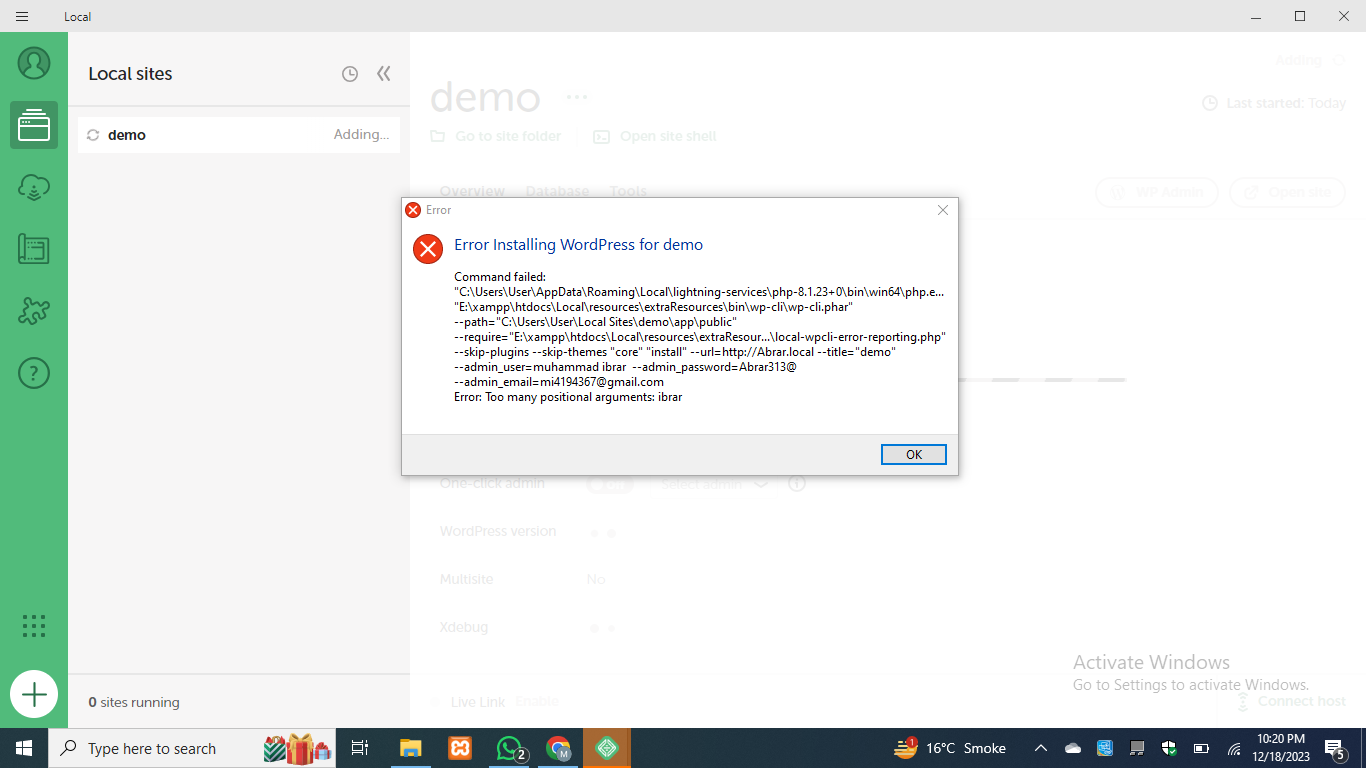 Local
Local sites
demo
Adding...
0 sites running
Adding
demo
Last started: Today
Go to site folder
Open site shell
Overview
Database
Tools
WP Admin
Open site
Error
Error Installing WordPress for demo
Command failed:
"C:\Users\User\AppData\Roaming\Local\lightning-services\php-8.1.23+0\bin\win64\php.e...
"E:\xampp\htdocs\Local\resources\extraResources\bin\wp-cli\wp-cli.phar"
--path="C:\Users\User\Local Sites\demo\app\public"
--require="E:\xampp\htdocs\Local\resources\extraResour...\local-wpcli-error-reporting.php"
--skip-plugins --skip-themes "core" "install" --url=http://Abrar.local --title="demo"
--admin_user=muhammad ibrar  --admin_password=Abrar313@
--admin_email=mi4194367@gmail.com
Error: Too many positional arguments: ibrar
OK
One-click admin
Off
Select admin
WordPress version
Multisite
No
Xdebug
Activate Windows
Go to Settings to activate Windows.
Live Link
Enable
Connect host
Type here to search
2
M
1
16°C Smoke
10:20 PM
12/18/2023
5